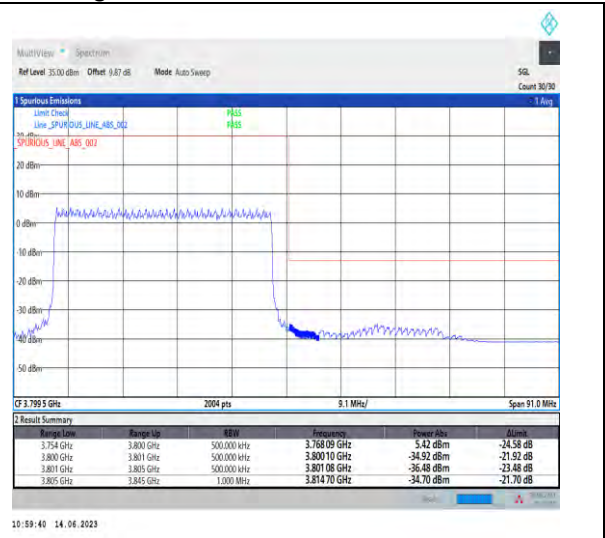 MultiView Spectrum
Ref Level 35.00 dBm Offset 9.87 dB Mode Auto Sweep SGL
Count 30/30
1 Spurious Emissions 1 Avg
Limit Check PASS
Line _SPURIOUS_LINE_ABS_002 PASS
_SPURIOUS_LINE_ABS_002
20 dBm
10 dBm
0 dBm
-10 dBm
-20 dBm
-30 dBm
-40 dBm
-50 dBm
CF 3.7995 GHz 2004 pts 9.1 MHz/ Span 91.0 MHz
2 Result Summary
Range Low Range Up RBW Frequency Power Abs ΔLimit
3.754 GHz 3.800 GHz 500.000 kHz 3.76809 GHz 5.42 dBm -24.58 dB
3.800 GHz 3.801 GHz 500.000 kHz 3.80010 GHz -34.92 dBm -21.92 dB
3.801 GHz 3.805 GHz 500.000 kHz 3.80108 GHz -36.48 dBm -23.48 dB
3.805 GHz 3.845 GHz 1.000 MHz 3.81470 GHz -34.70 dBm -21.70 dB
10:59:40 14.06.2023